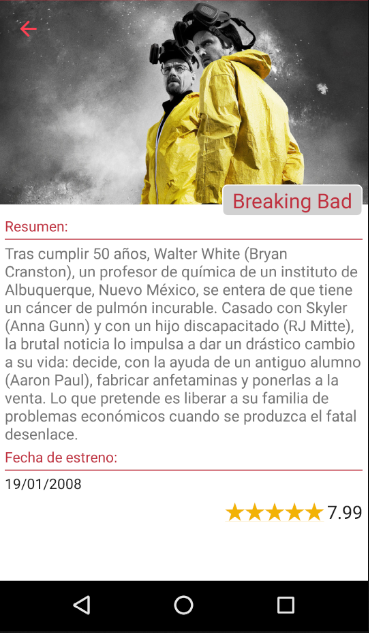 Breaking Bad
Resumen:
Tras cumplir 50 años, Walter White (Bryan
Cranston), un profesor de química de un instituto de
Albuquerque, Nuevo México, se entera de que tiene
un cáncer de pulmón incurable. Casado con Skyler
(Anna Gunn) y con un hijo discapacitado (RJ Mitte),
la brutal noticia lo impulsa a dar un drástico cambio
a su vida: decide, con la ayuda de un antiguo alumno
(Aaron Paul), fabricar anfetaminas y ponerlas a la
venta. Lo que pretende es liberar a su familia de
problemas económicos cuando se produzca el fatal
desenlace.
Fecha de estreno:
19/01/2008
7.99